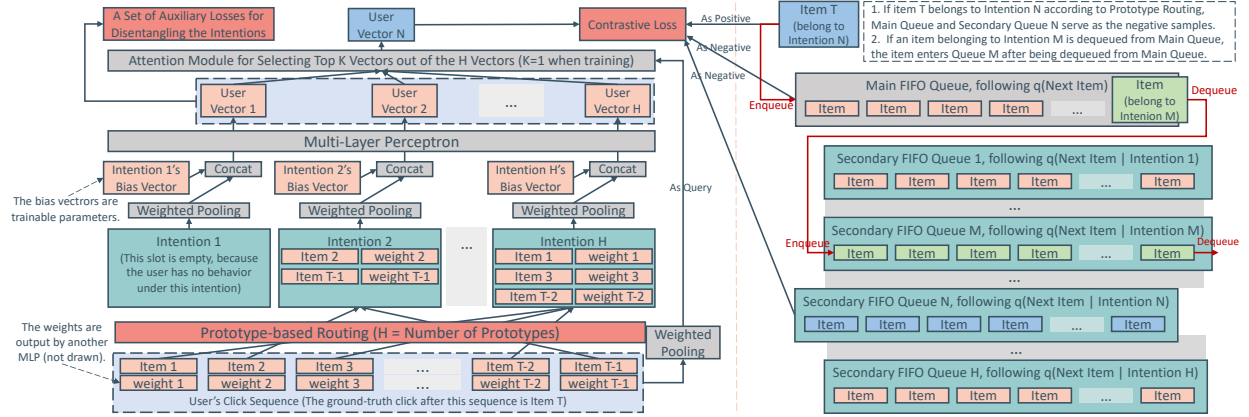 A Set of Auxiliary Losses for
Disentangling the Intentions
User
Vector N
Contrastive Loss
As Positive
Item T
(belong to
Intention N)
1. If item T belongs to Intention N according to Prototype Routing,
Main Queue and Secondary Queue N serve as the negative samples.
2. If an item belonging to Intention M is dequeued from Main Queue,
the item enters Queue M after being dequeued from Main Queue.
As Negative
As Negative
Attention Module for Selecting Top K Vectors out of the H Vectors (K=1 when training)
User
Vector 1
User
Vector 2
...
User
Vector H
Multi-Layer Perceptron
Intention 1's
Bias Vector
Concat
Intention 2's
Bias Vector
Concat
Intention H's
Bias Vector
Concat
The bias vectrors are
trainable parameters.
Weighted Pooling
Weighted Pooling
Weighted Pooling
As Query
Intention 1
(This slot is empty, because
the user has no behavior
under this intention)
Intention 2
Item 2 weight 2
Item T-1 weight T-1
...
Intention H
Item 1 weight 1
Item 3 weight 3
Item T-2 weight T-2
Prototype-based Routing (H = Number of Prototypes)
The weights are
output by another
MLP (not drawn).
Weighted
Pooling
Item 1 Item 2 Item 3 ... Item T-2 Item T-1
weight 1 weight 2 weight 3 ... weight T-2 weight T-1
User's Click Sequence (The ground-truth click after this sequence is Item T)
Enqueue
Main FIFO Queue, following q(Next Item)
Item Item Item Item ...
Item
(belong to
Intenion M)
Dequeue
Secondary FIFO Queue 1, following q(Next Item | Intention 1)
Item Item Item Item ... Item
...
Enqueue
Secondary FIFO Queue M, following q(Next Item | Intention M)
Item Item Item Item ... Item
Dequeue
...
Secondary FIFO Queue N, following q(Next Item | Intention N)
Item Item Item Item ... Item
...
Secondary FIFO Queue H, following q(Next Item | Intention H)
Item Item Item Item ... Item